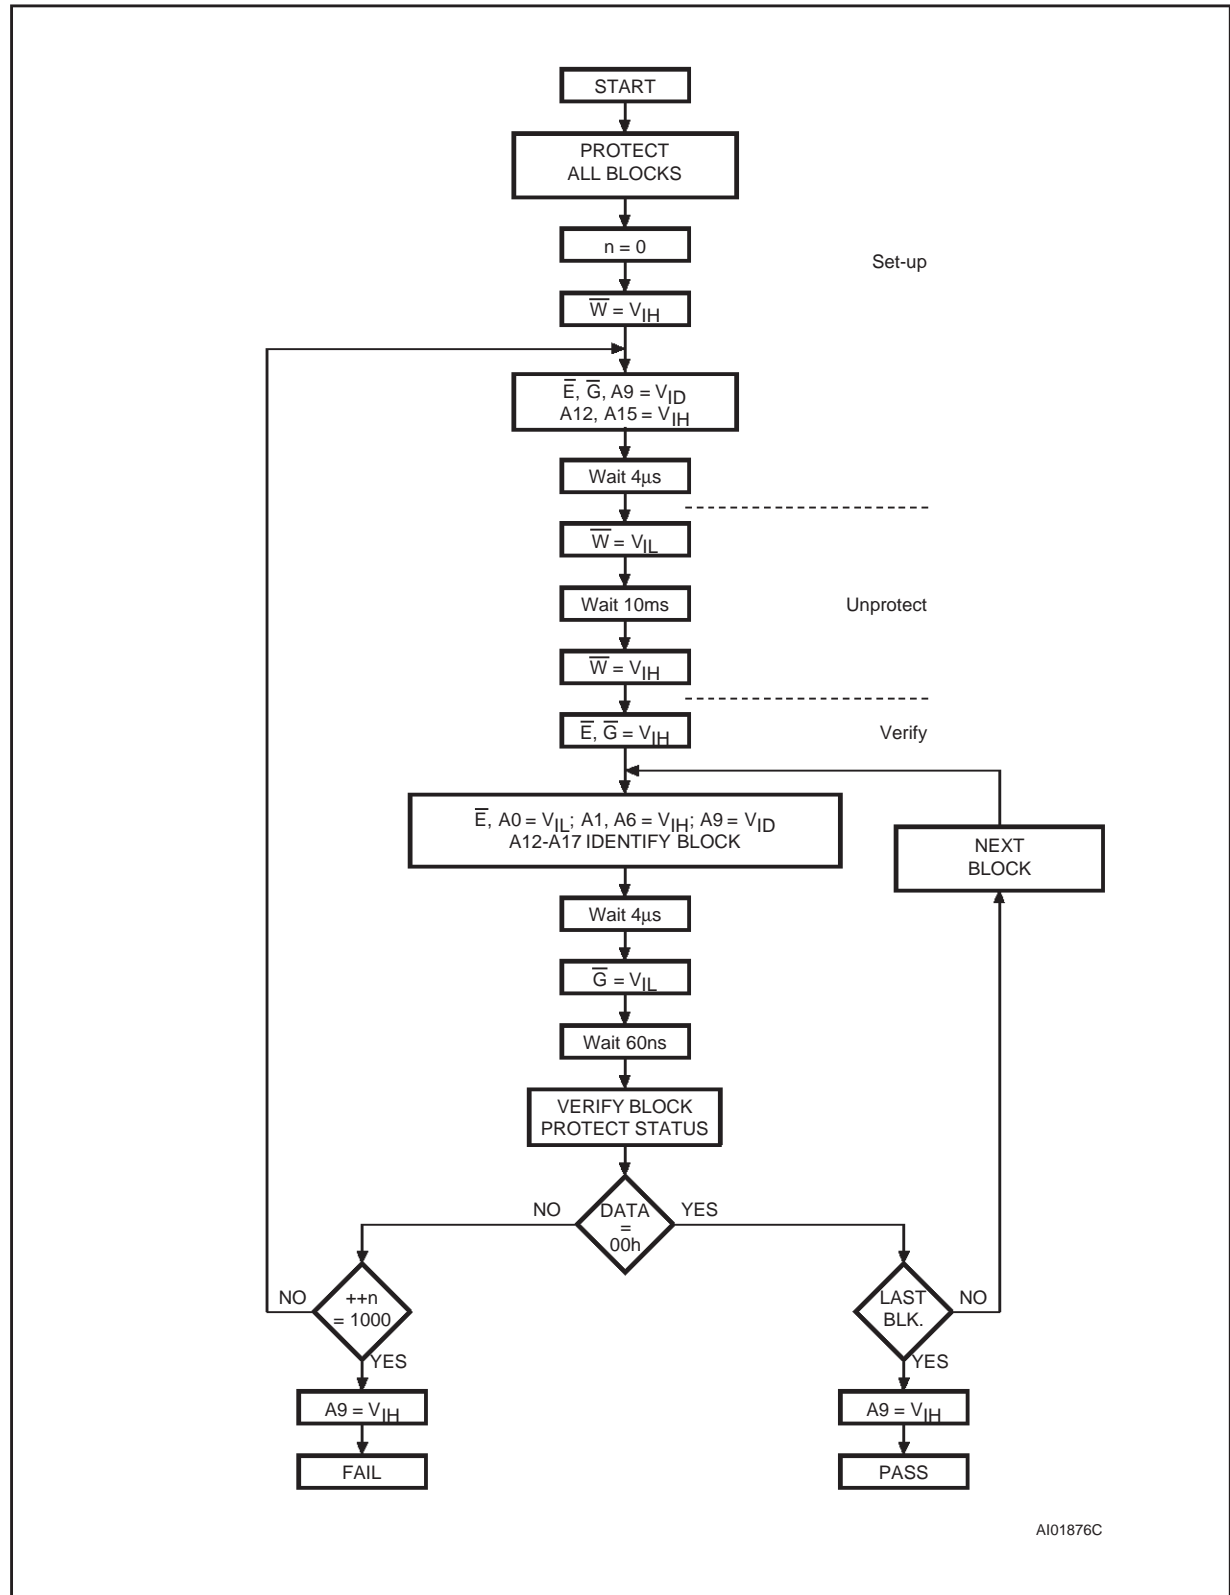 START
PROTECT
ALL BLOCKS
n = 0
Set-up
W̅ = VIH
E̅, G̅, A9 = VID
A12, A15 = VIH
Wait 4µs
W̅ = VIL
Wait 10ms
Unprotect
W̅ = VIH
E̅, G̅ = VIH
Verify
E̅, A0 = VIL; A1, A6 = VIH; A9 = VID
A12-A17 IDENTIFY BLOCK
NEXT
BLOCK
Wait 4µs
G̅ = VIL
Wait 60ns
VERIFY BLOCK
PROTECT STATUS
NO
DATA
=
00h
YES
NO
++n
= 1000
YES
LAST
BLK.
NO
YES
A9 = VIH
A9 = VIH
FAIL
PASS
AI01876C